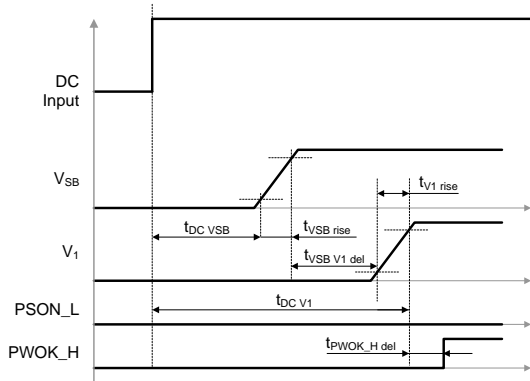 DC
Input
VSB
tV1 rise
tDC VSB
tVSB rise
V1
tVSB V1 del
tDC V1
PSON_L
tPWOK_H del
PWOK_H